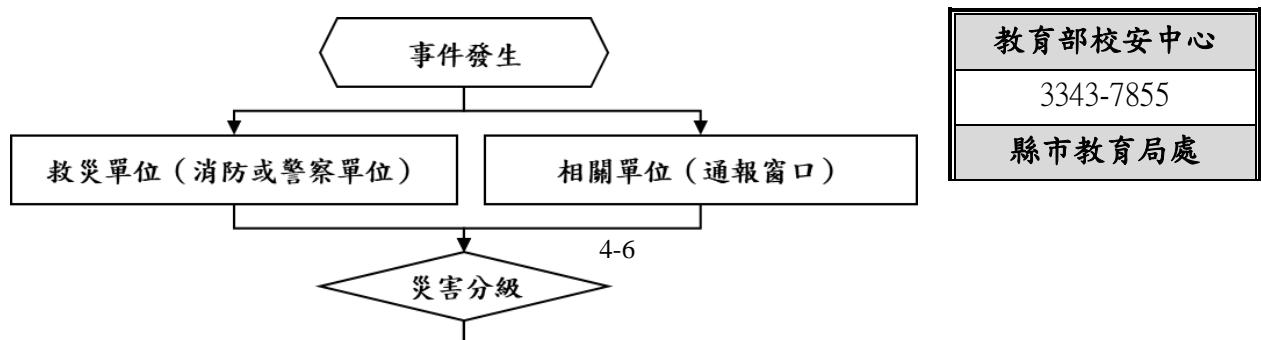 事件發生
救災單位（消防或警察單位）
相關單位（通報窗口）
4-6
災害分級
教育部校安中心
3343-7855
縣市教育局處